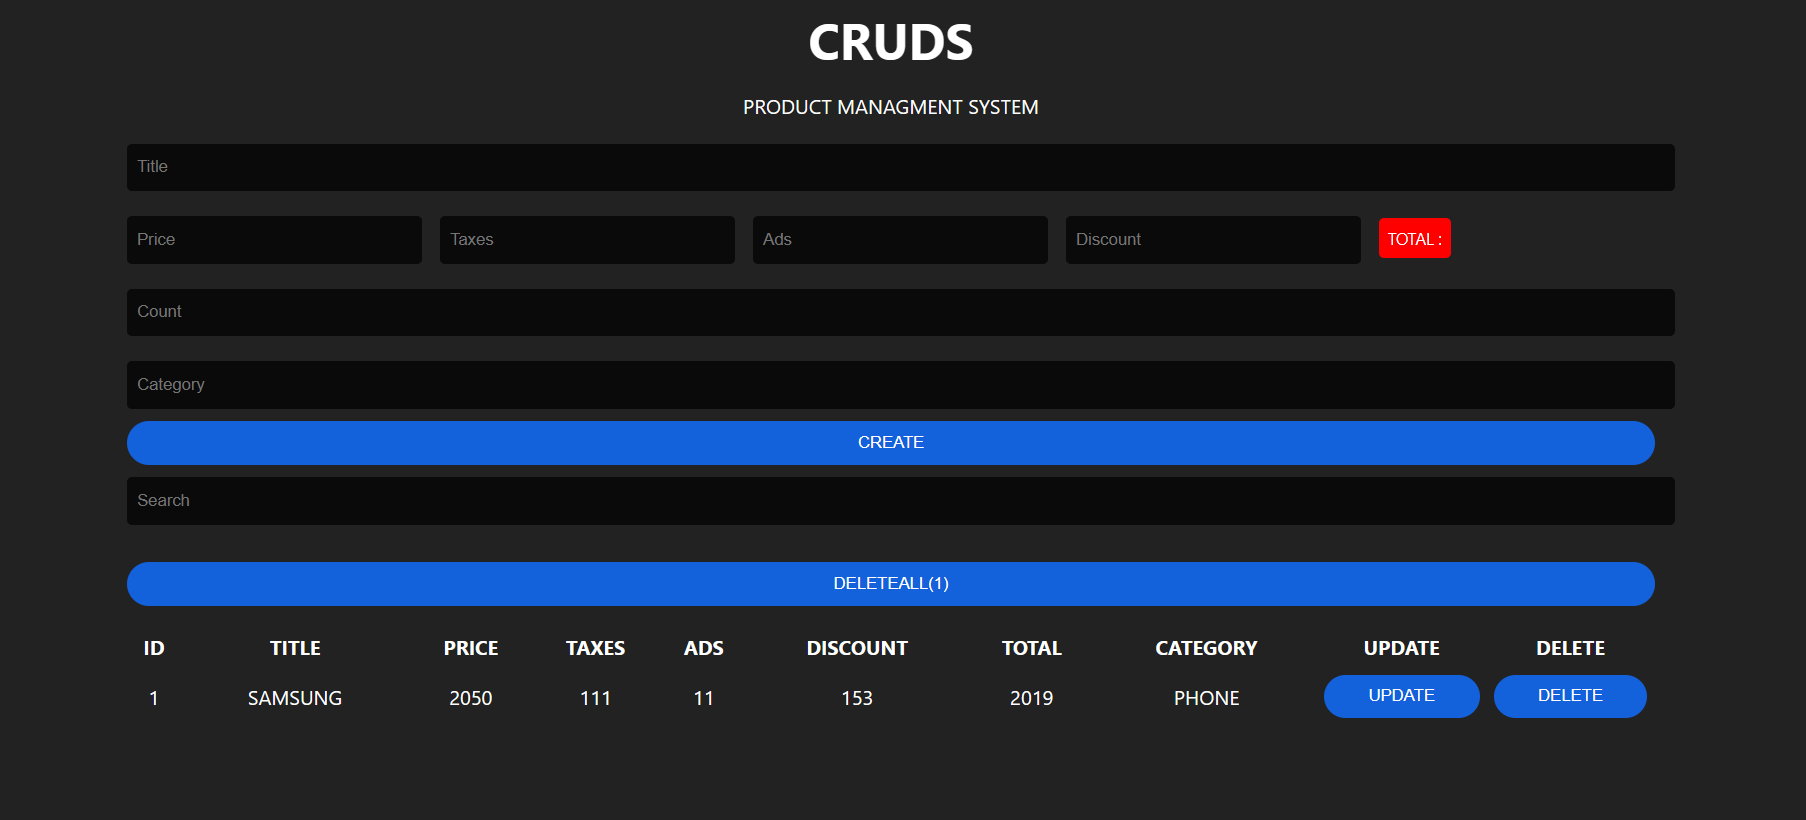 CRUDS
PRODUCT MANAGMENT SYSTEM
Title
Price Taxes Ads Discount TOTAL :
Count
Category
CREATE
Search
DELETEALL(1)
ID TITLE PRICE TAXES ADS DISCOUNT TOTAL CATEGORY UPDATE DELETE
1 SAMSUNG 2050 111 11 153 2019 PHONE UPDATE DELETE